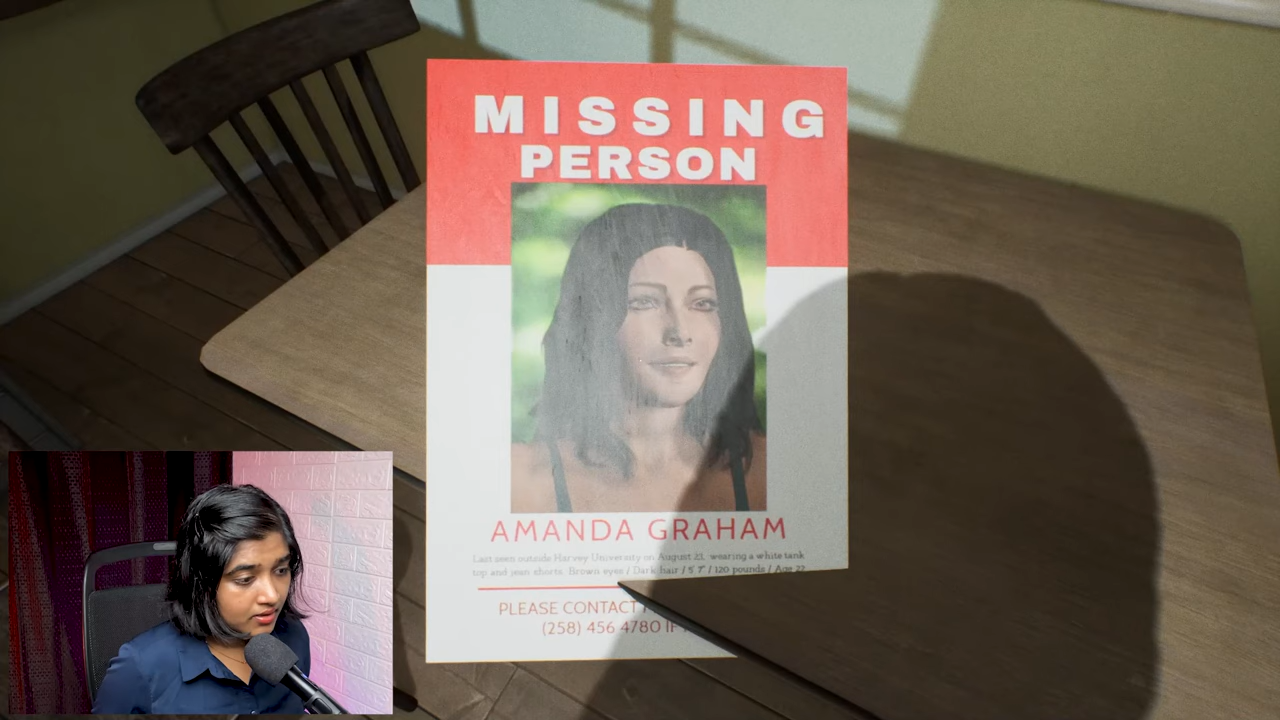 MISSING
PERSON
AMANDA GRAHAM
Last seen outside Harvey University on August 21, wearing a white tank
top and jean shorts. Brown eyes / Dark hair / 5' 7" / 120 pounds / Age 22
PLEASE CONTACT
(258) 456 4780 IF